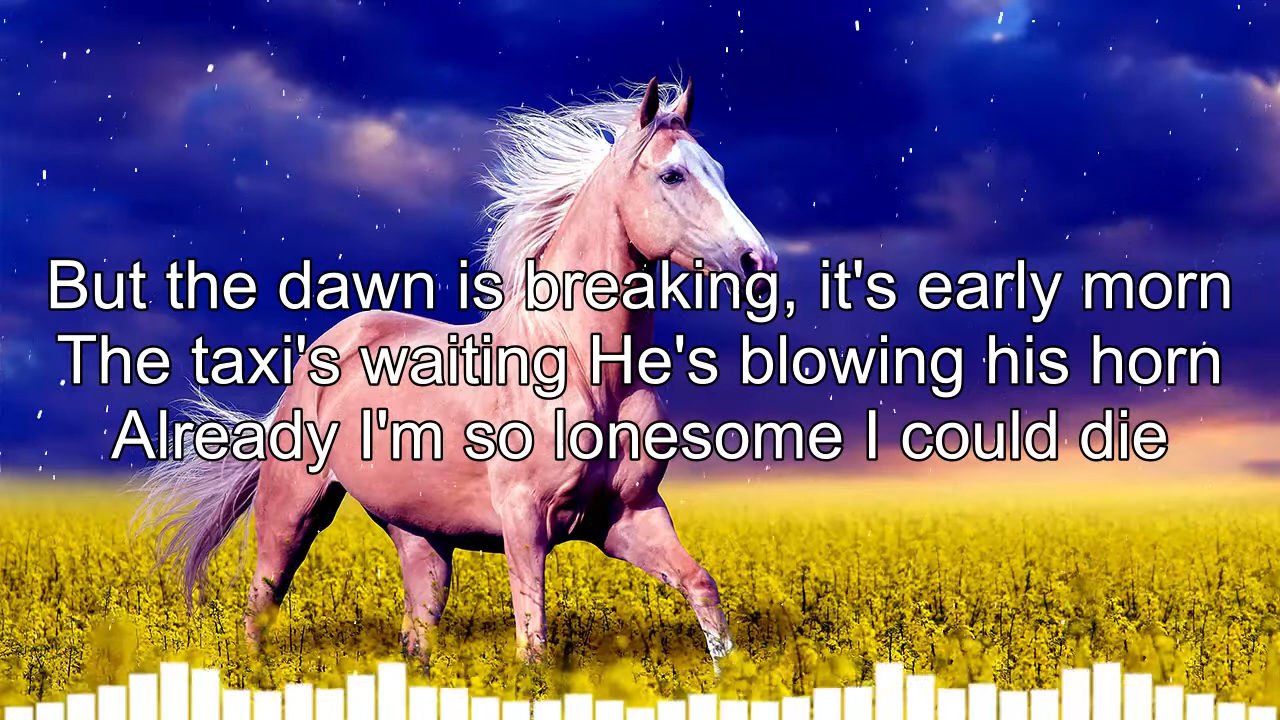 But the dawn is breaking, it's early morn
The taxi's waiting He's blowing his horn
Already I'm so lonesome I could die